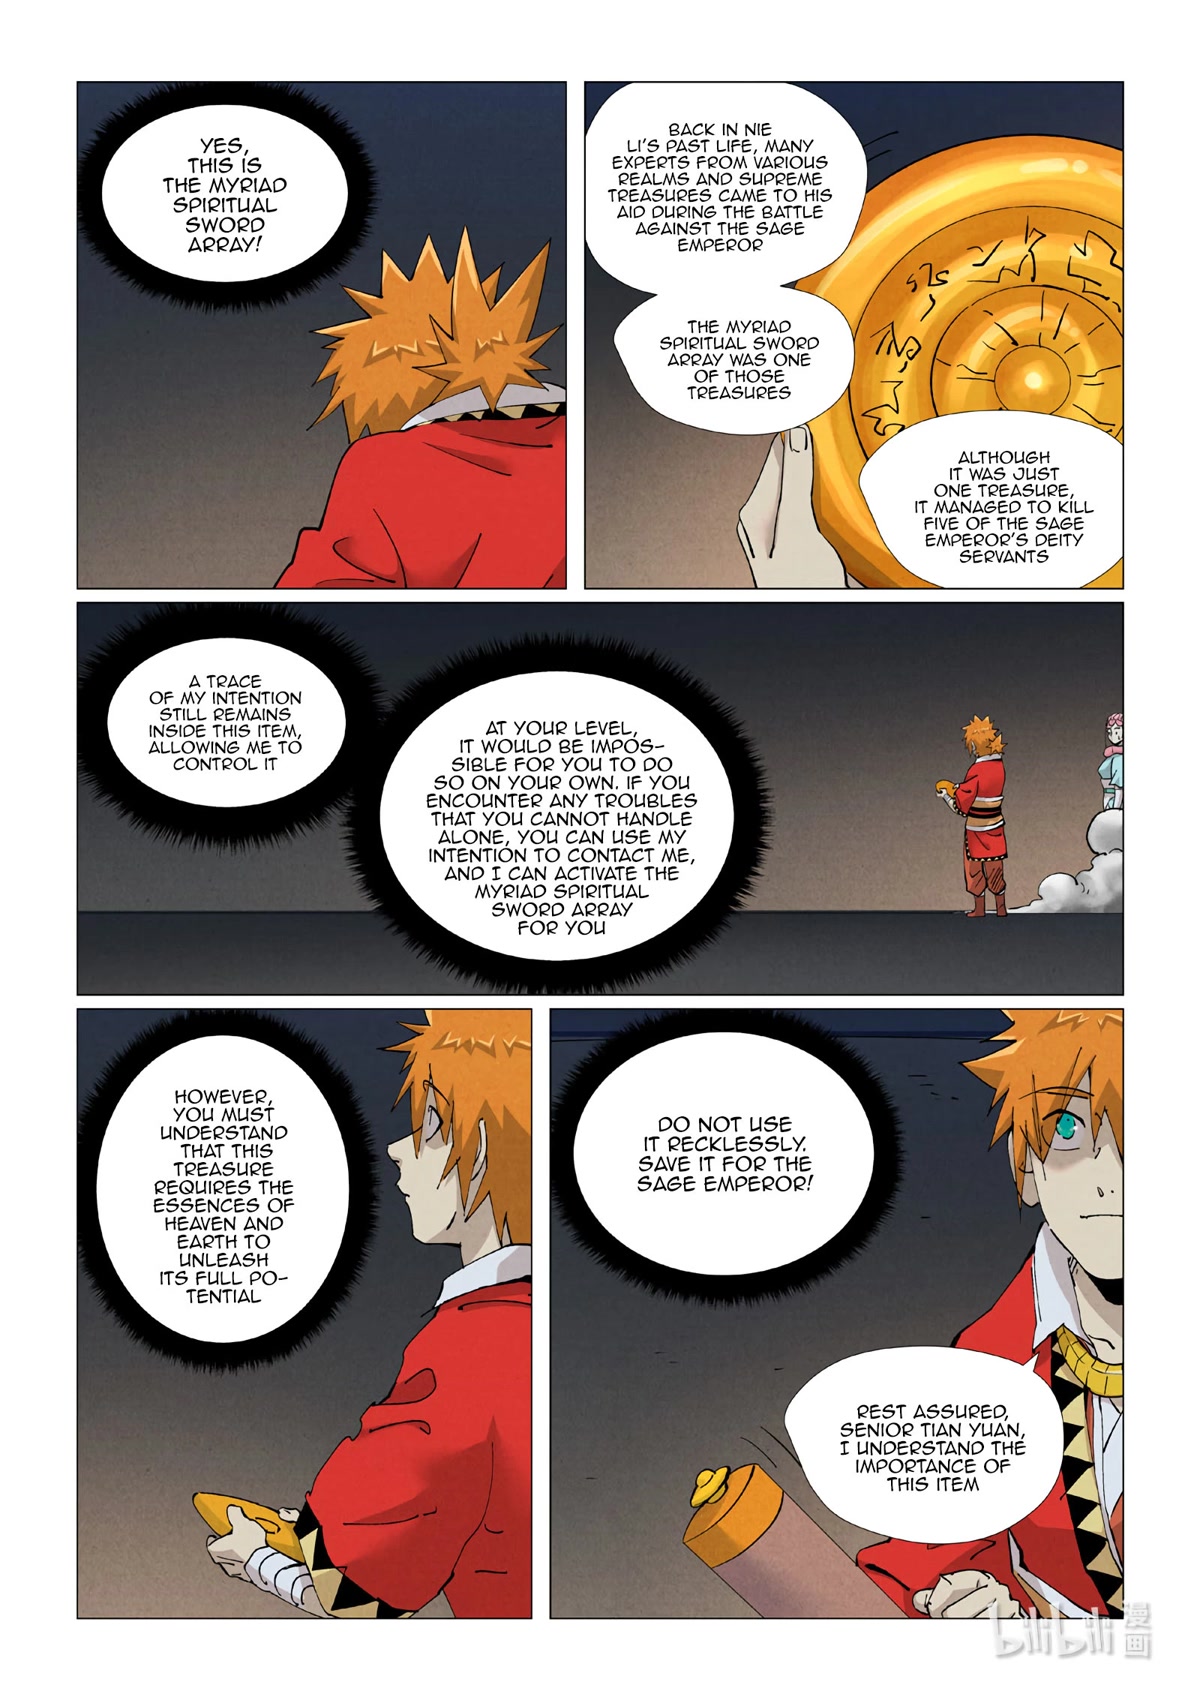 YES,
THIS IS
THE MYRIAD
SPIRITUAL
SWORD
ARRAY!
BACK IN NIE
LI'S PAST LIFE, MANY
EXPERTS FROM VARIOUS
REALMS AND SUPREME
TREASURES CAME TO HIS
AID DURING THE BATTLE
AGAINST THE SAGE
EMPEROR
THE MYRIAD
SPIRITUAL SWORD
ARRAY WAS ONE
OF THOSE
TREASURES
ALTHOUGH
IT WAS JUST
ONE TREASURE,
IT MANAGED TO KILL
FIVE OF THE SAGE
EMPEROR'S DEITY
SERVANTS
A TRACE
OF MY INTENTION
STILL REMAINS
INSIDE THIS ITEM,
ALLOWING ME TO
CONTROL IT
AT YOUR LEVEL,
IT WOULD BE IMPOS-
SIBLE FOR YOU TO DO
SO ON YOUR OWN. IF YOU
ENCOUNTER ANY TROUBLES
THAT YOU CANNOT HANDLE
ALONE, YOU CAN USE MY
INTENTION TO CONTACT ME,
AND I CAN ACTIVATE THE
MYRIAD SPIRITUAL
SWORD ARRAY
FOR YOU
HOWEVER,
YOU MUST
UNDERSTAND
THAT THIS
TREASURE
REQUIRES THE
ESSENCES OF
HEAVEN AND
EARTH TO
UNLEASH
ITS FULL PO-
TENTIAL
DO NOT USE
IT RECKLESSLY.
SAVE IT FOR THE
SAGE EMPEROR!
REST ASSURED,
SENIOR TIAN YUAN,
I UNDERSTAND THE
IMPORTANCE OF
THIS ITEM
bilibili 漫画